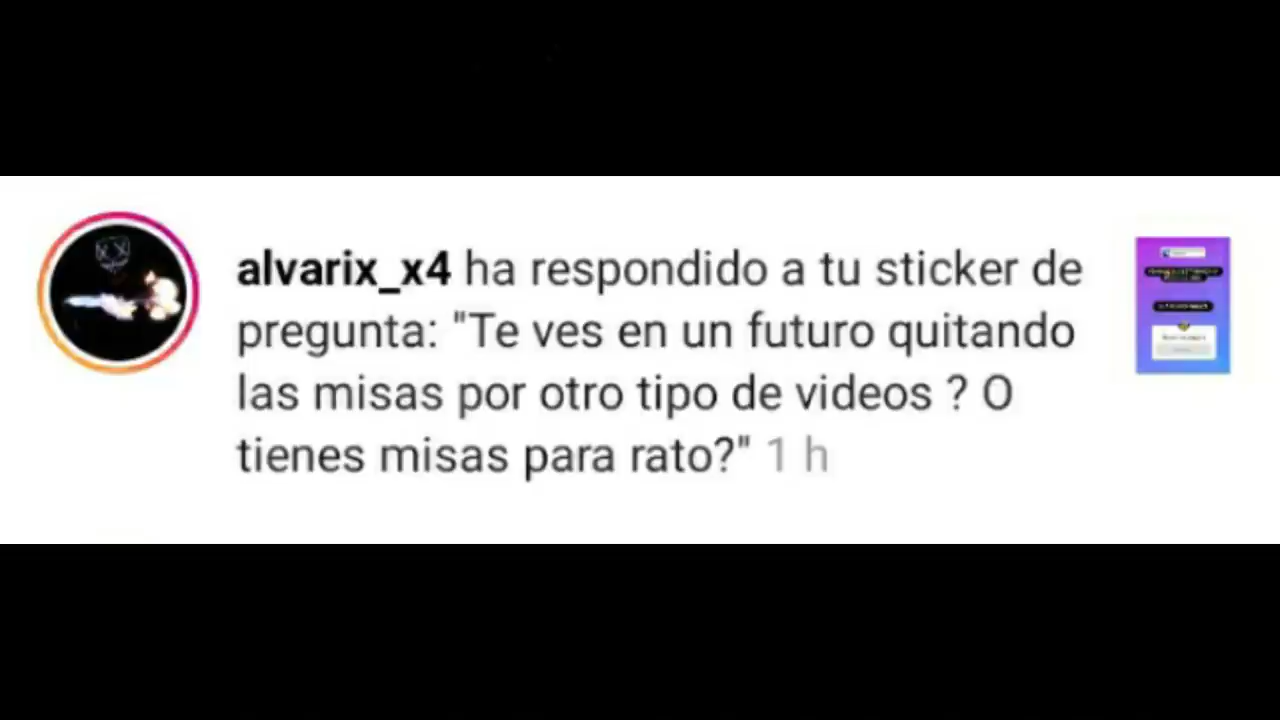 alvarix_x4 ha respondido a tu sticker de
pregunta: "Te ves en un futuro quitando
las misas por otro tipo de videos ? O
tienes misas para rato?" 1 h